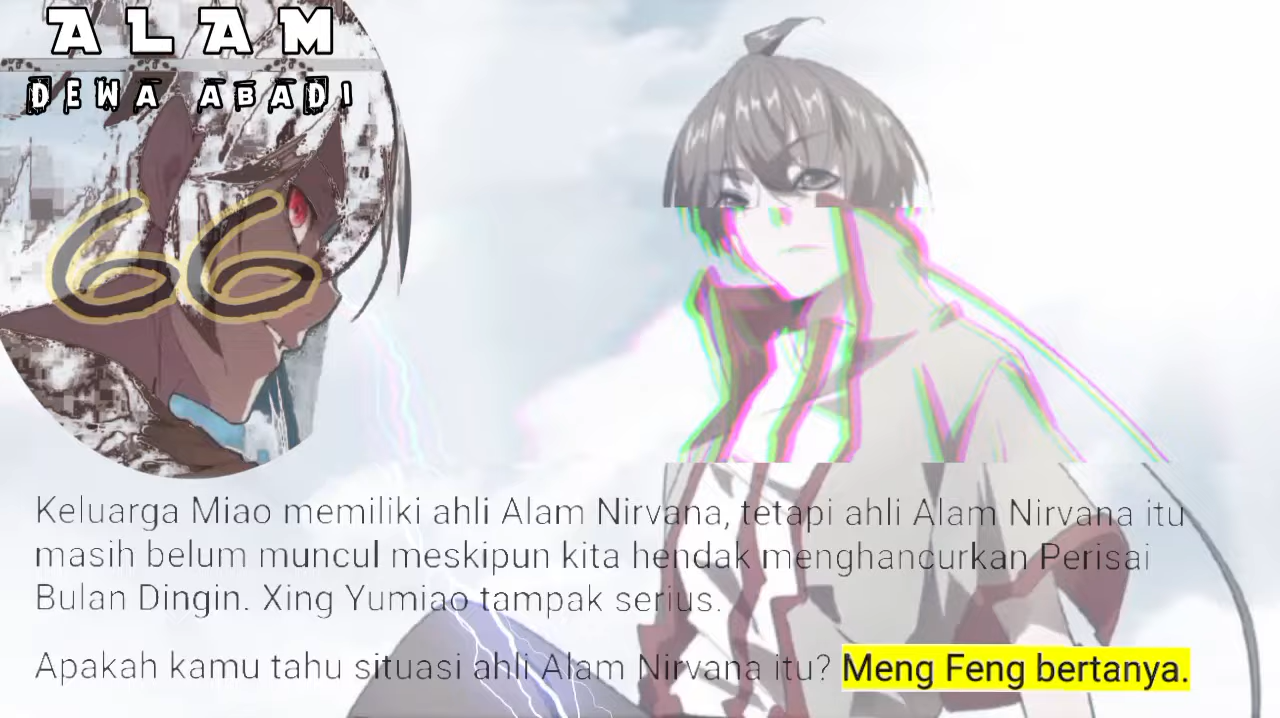 ALAM
DEWA ABADI
66
Keluarga Miao memiliki ahli Alam Nirvana, tetapi ahli Alam Nirvana itu
masih belum muncul meskipun kita hendak menghancurkan Perisai
Bulan Dingin. Xing Yumiao tampak serius.
Apakah kamu tahu situasi ahli Alam Nirvana itu? Meng Feng bertanya.